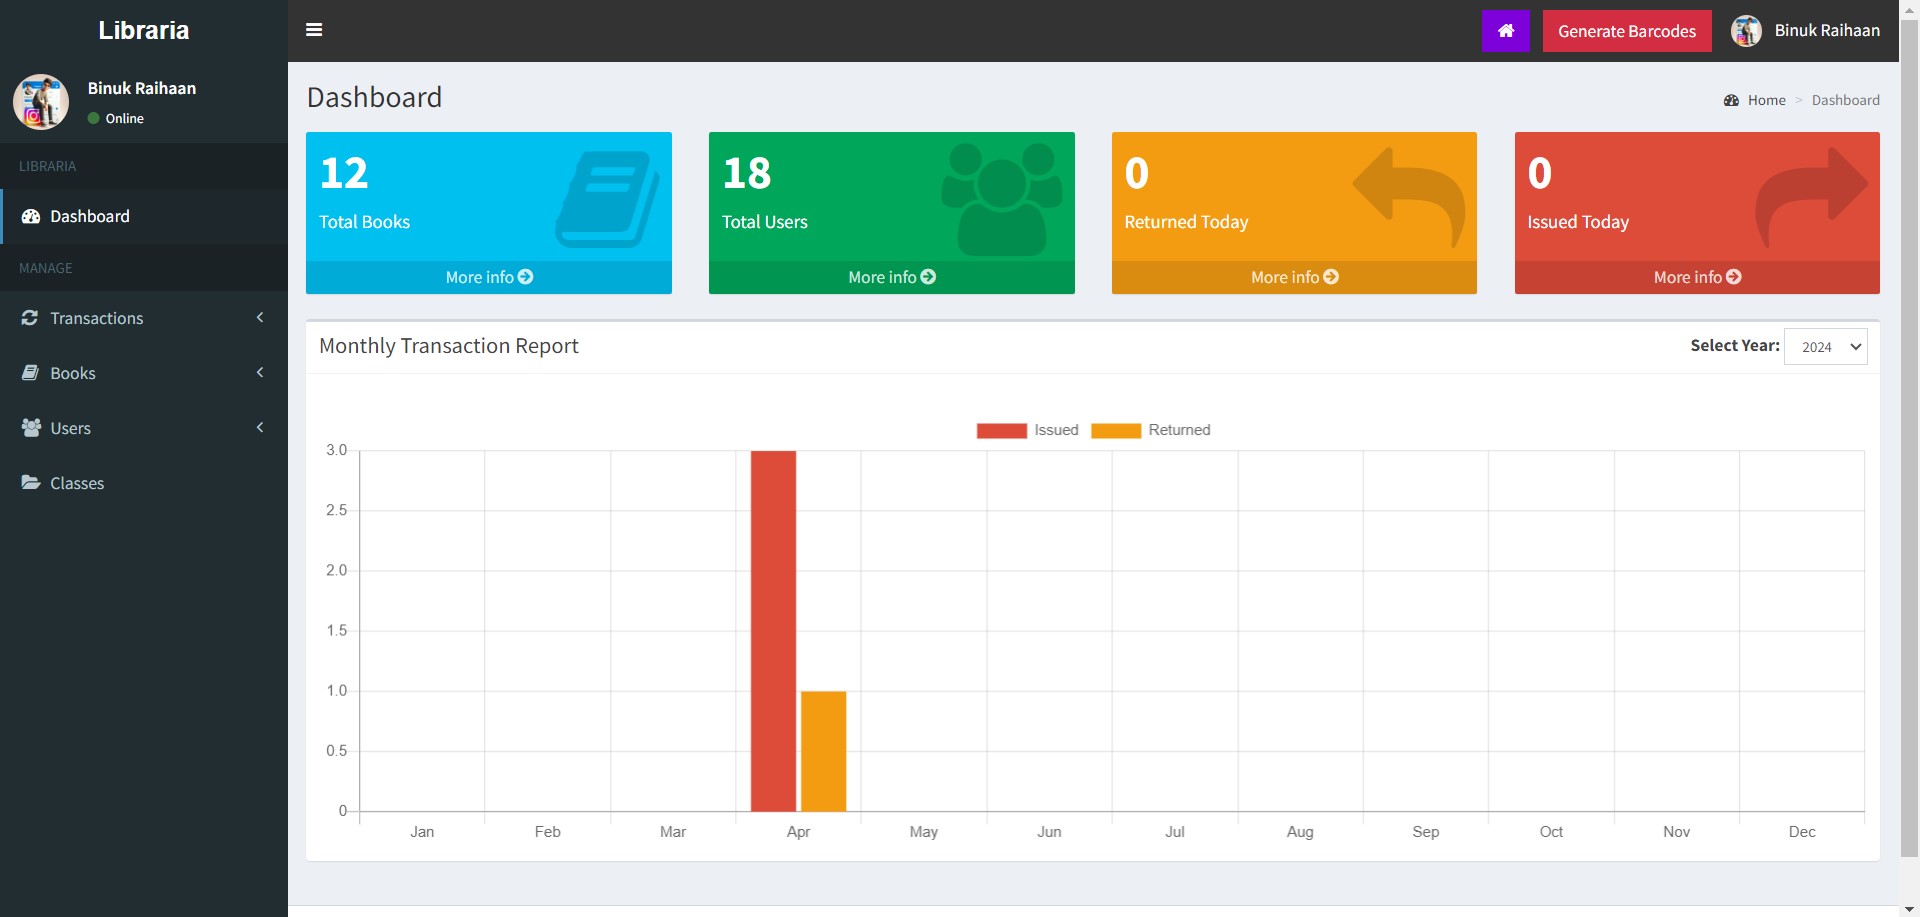 Libraria
Generate Barcodes
Binuk Raihaan
Binuk Raihaan
Online
LIBRARIA
Dashboard
MANAGE
Transactions
Books
Users
Classes
Dashboard
Home > Dashboard
12
Total Books
More info
18
Total Users
More info
0
Returned Today
More info
0
Issued Today
More info
Monthly Transaction Report
Select Year: 2024
Issued Returned
3.0
2.5
2.0
1.5
1.0
0.5
0
Jan Feb Mar Apr May Jun Jul Aug Sep Oct Nov Dec